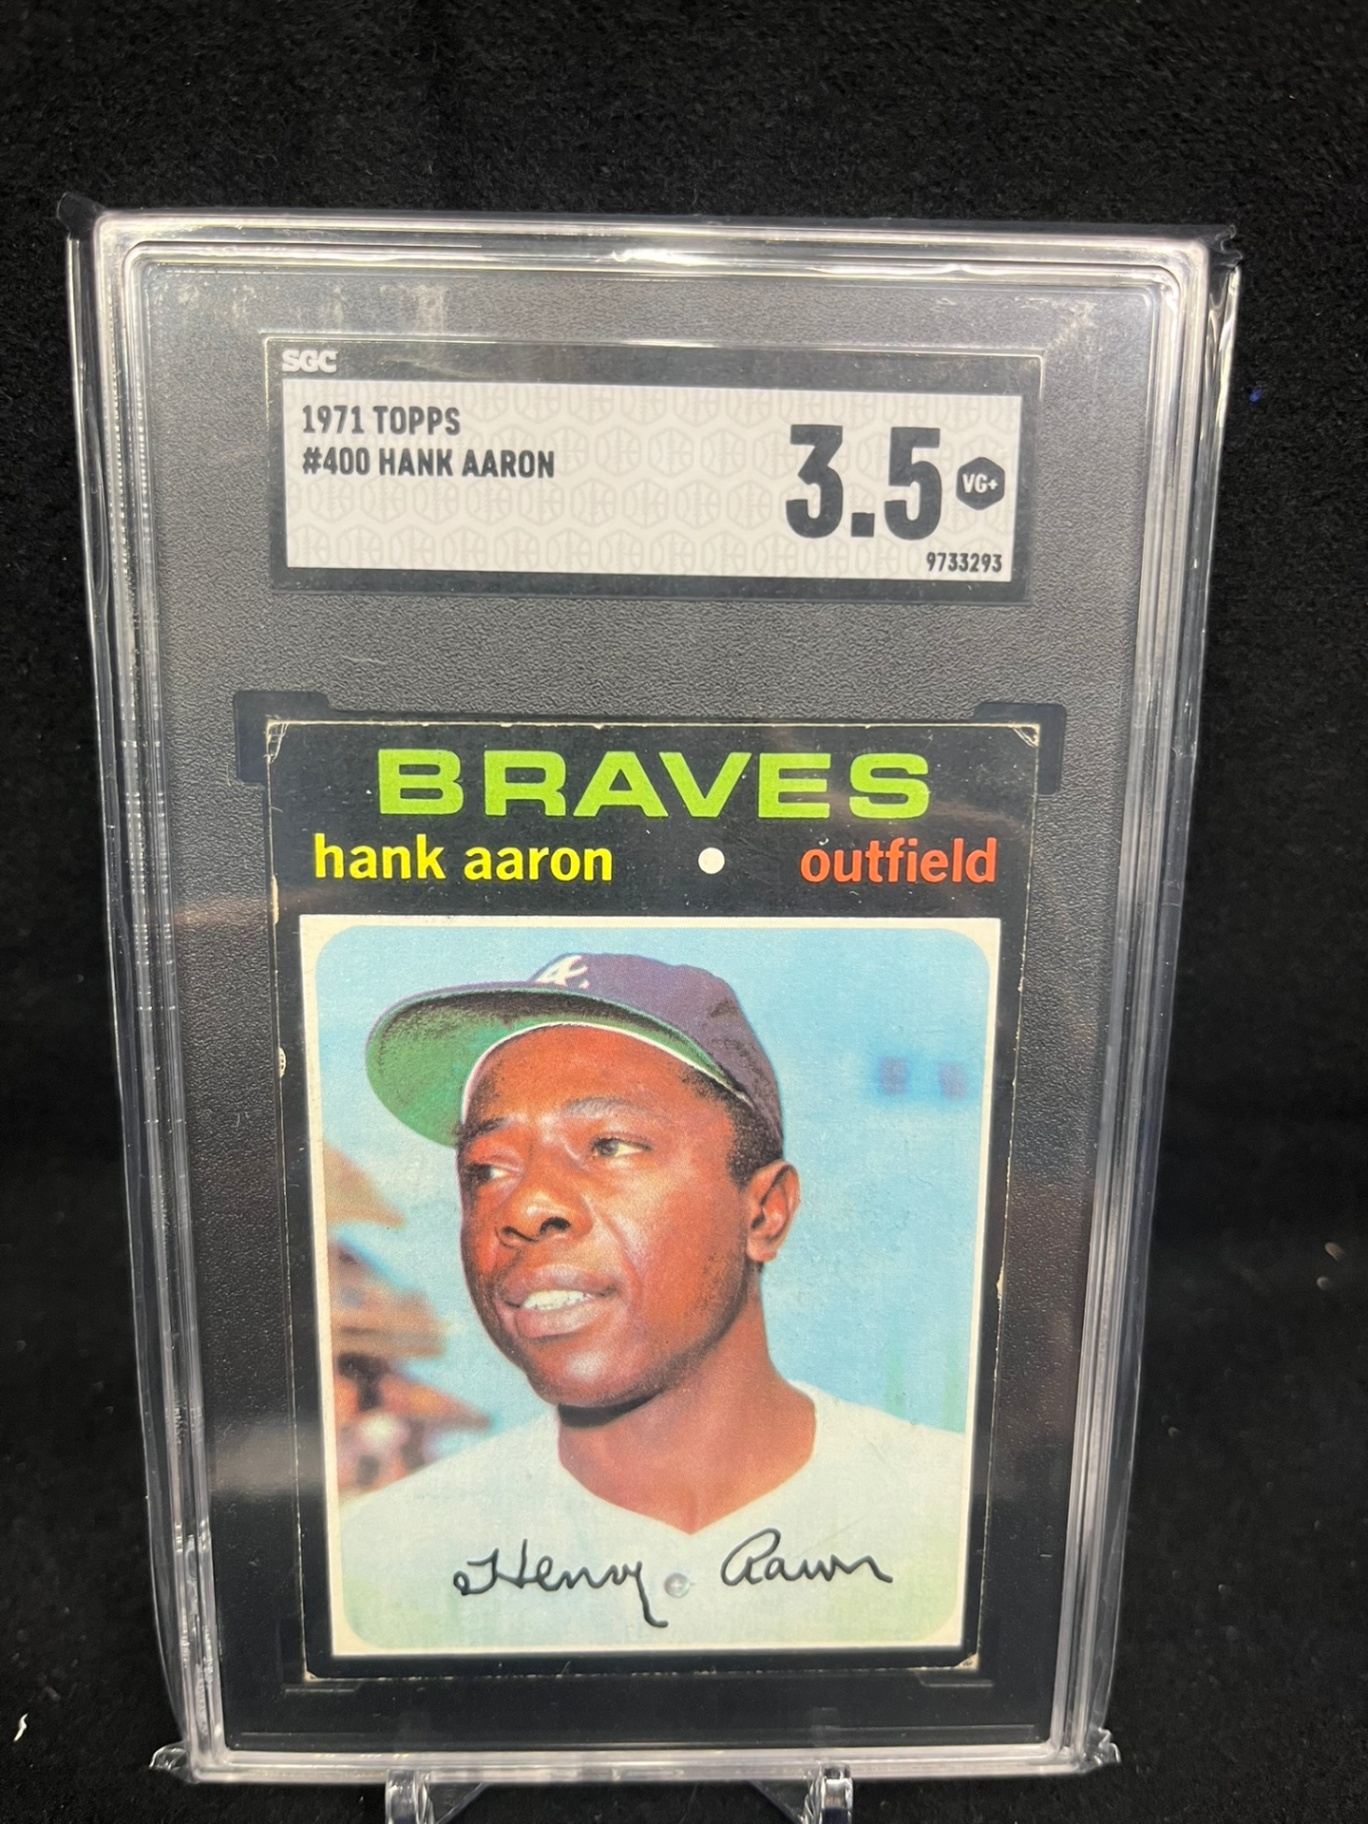 SGC
1971 TOPPS
#400 HANK AARON
3.5 VG+
9733293
BRAVES
hank aaron • outfield
a
Henry Aaron